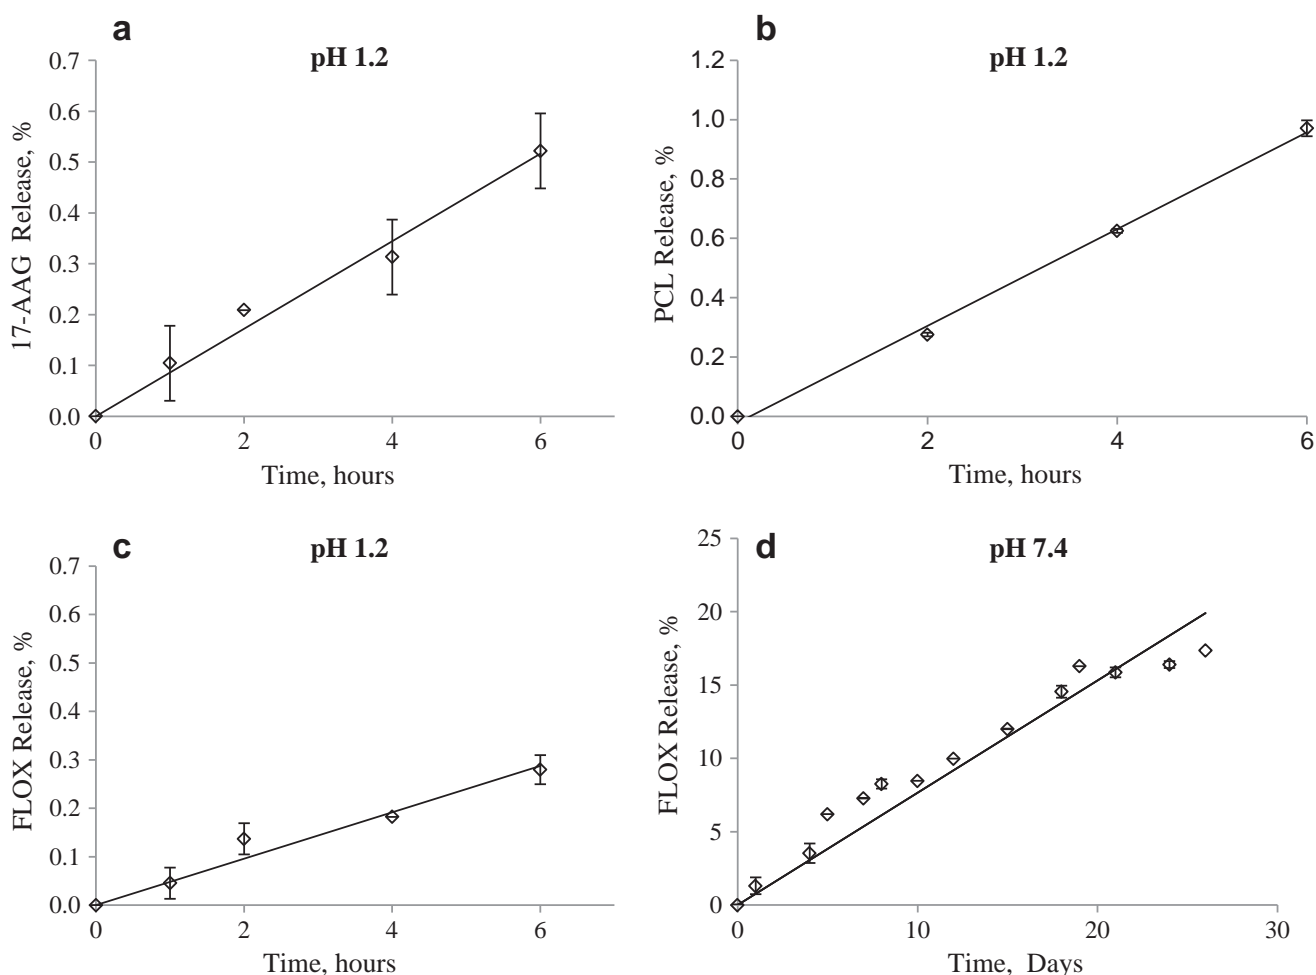 a
pH 1.2
0.7
0.6
0.5
0.4
0.3
0.2
0.1
0.0
17-AAG Release, %
0
2
4
6
Time, hours
b
pH 1.2
1.2
1.0
0.8
0.6
0.4
0.2
0.0
PCL Release, %
0
2
4
6
Time, hours
c
pH 1.2
0.7
0.6
0.5
0.4
0.3
0.2
0.1
0.0
FLOX Release, %
0
2
4
6
Time, hours
d
pH 7.4
25
20
15
10
5
0
FLOX Release, %
0
10
20
30
Time, Days